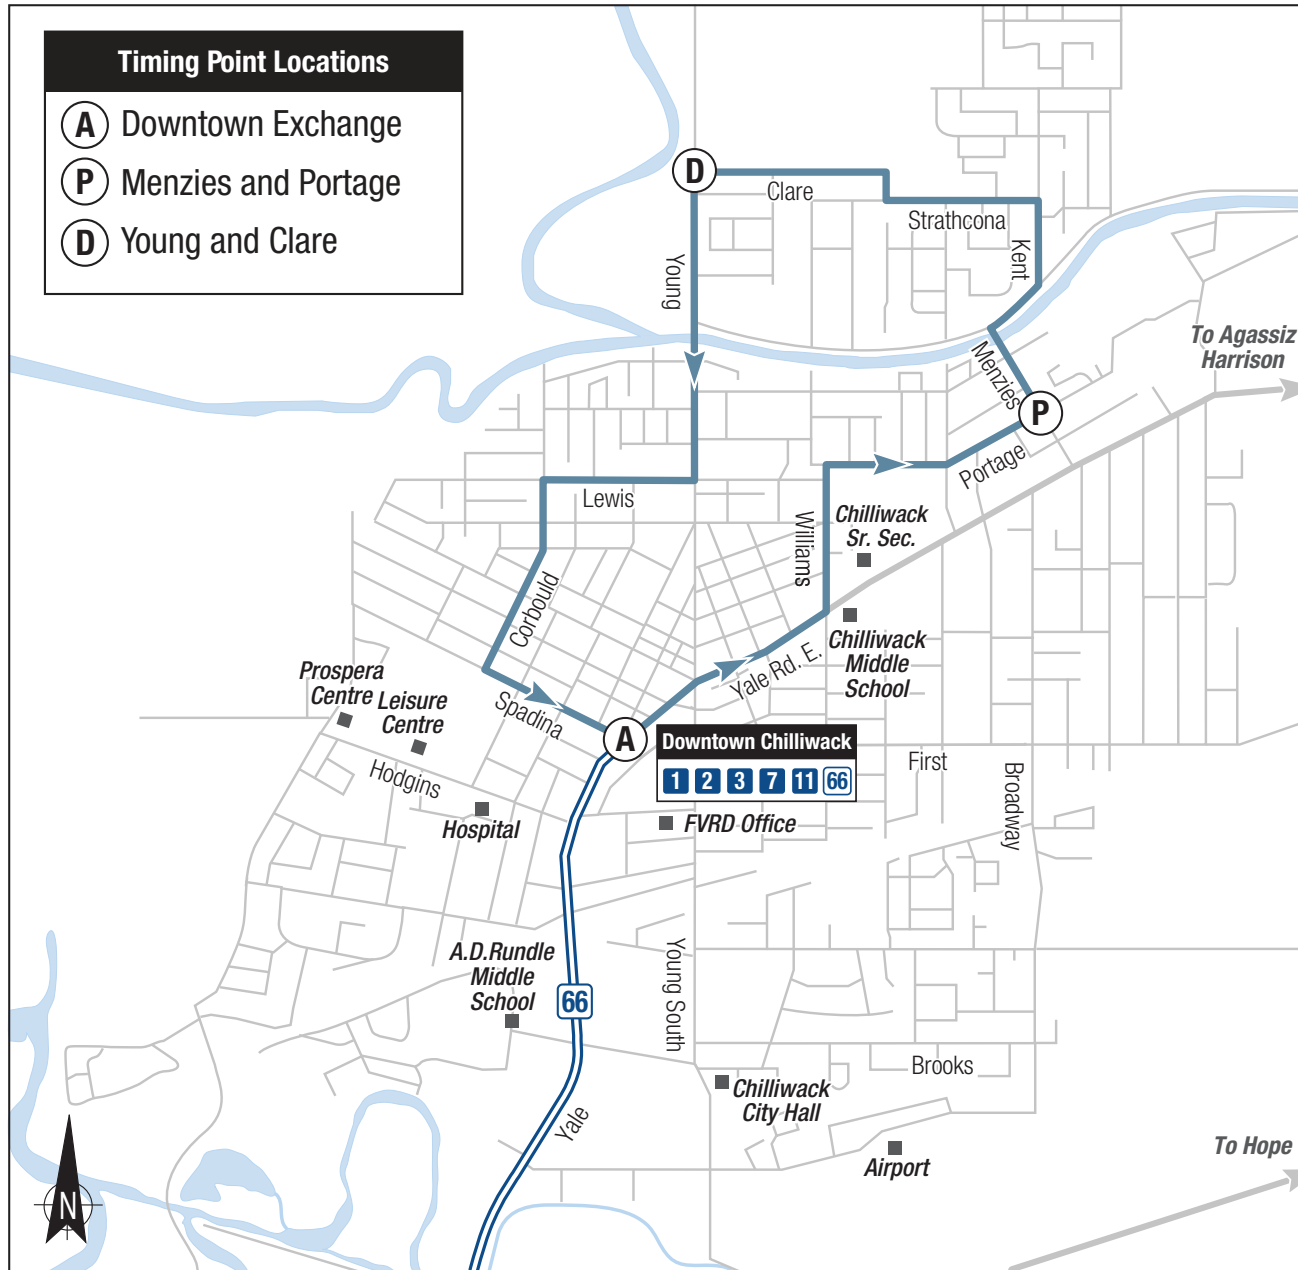 Timing Point Locations
A Downtown Exchange
P Menzies and Portage
D Young and Clare
D
Clare
Strathcona
Kent
Young
To Agassiz
Harrison
Menzies
P
Portage
Lewis
Williams
Chilliwack
Sr. Sec.
Corbould
Chilliwack
Middle
School
Yale Rd. E.
Prospera
Centre
Leisure
Centre
Spadina
A
Downtown Chilliwack
1 2 3 7 11 66
First
Broadway
Hodgins
Hospital
FVRD Office
A.D.Rundle
Middle
School
66
Young South
Brooks
Chilliwack
City Hall
Yale
Airport
To Hope
N